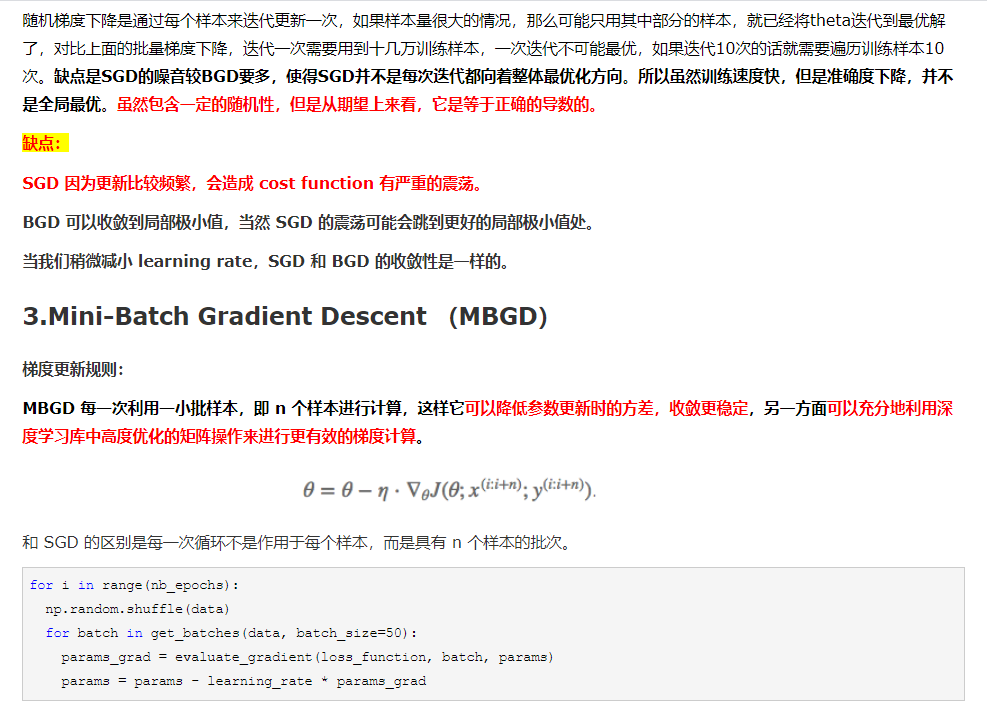 随机梯度下降是通过每个样本来迭代更新一次，如果样本量很大的情况，那么可能只用其中部分的样本，就已经将theta迭代到最优解
了，对比上面的批量梯度下降，迭代一次需要用到十几万训练样本，一次迭代不可能最优，如果迭代10次的话就需要遍历训练样本10
次。缺点是SGD的噪音较BGD要多，使得SGD并不是每次迭代都向着整体最优化方向。所以虽然训练速度快，但是准确度下降，并不
是全局最优。虽然包含一定的随机性，但是从期望上来看，它是等于正确的导数的。
缺点：
SGD 因为更新比较频繁，会造成 cost function 有严重的震荡。
BGD 可以收敛到局部极小值，当然 SGD 的震荡可能会跳到更好的局部极小值处。
当我们稍微减小 learning rate，SGD 和 BGD 的收敛性是一样的。
3.Mini-Batch Gradient Descent （MBGD）
梯度更新规则：
MBGD 每一次利用一小批样本，即 n 个样本进行计算，这样它可以降低参数更新时的方差，收敛更稳定，另一方面可以充分地利用深
度学习库中高度优化的矩阵操作来进行更有效的梯度计算。
θ = θ − η · ∇θJ(θ; x^(i:i+n); y^(i:i+n)).
和 SGD 的区别是每一次循环不是作用于每个样本，而是具有 n 个样本的批次。
for i in range(nb_epochs):
  np.random.shuffle(data)
  for batch in get_batches(data, batch_size=50):
    params_grad = evaluate_gradient(loss_function, batch, params)
    params = params - learning_rate * params_grad